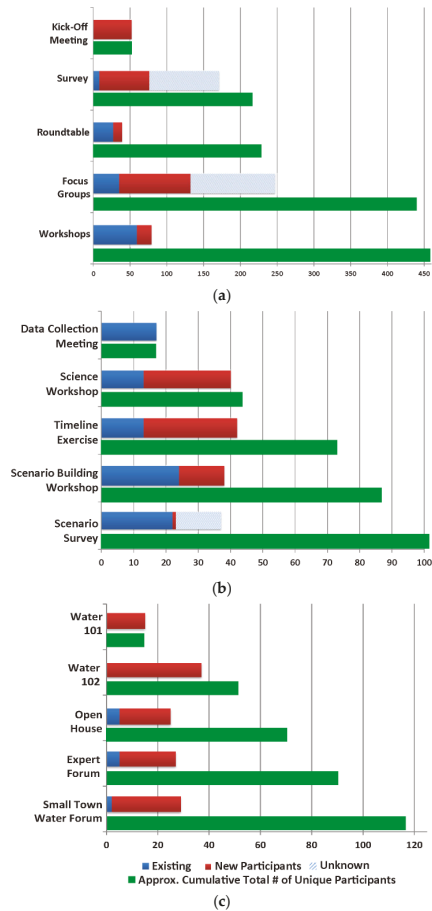 Kick-Off
Meeting
Survey
Roundtable
Focus
Groups
Workshops
0 50 100 150 200 250 300 350 400 450
(a)
Data Collection
Meeting
Science
Workshop
Timeline
Exercise
Scenario Building
Workshop
Scenario
Survey
0 10 20 30 40 50 60 70 80 90 100
(b)
Water
101
Water
102
Open
House
Expert
Forum
Small Town
Water Forum
0 20 40 60 80 100 120
Existing New Participants Unknown
Approx. Cumulative Total # of Unique Participants
(c)